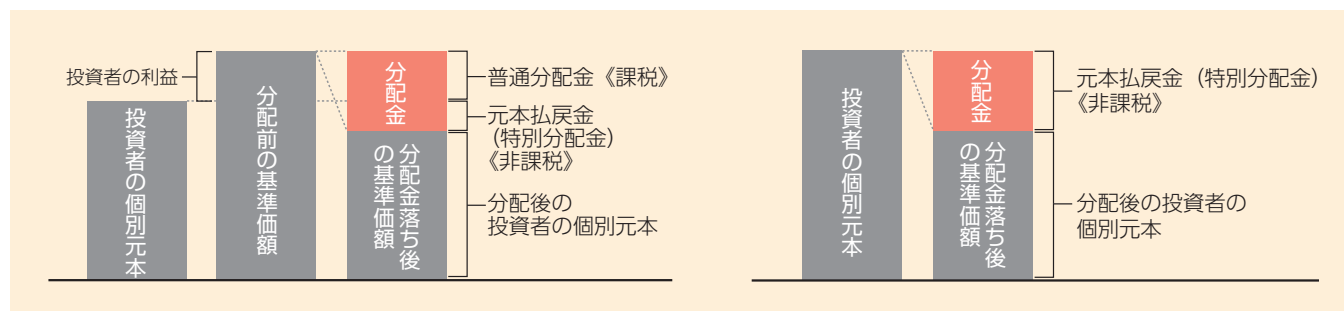 投資者の利益
投資者の個別元本
分配前の基準価額
分配金
分配金落ち後
の基準価額
普通分配金《課税》
元本払戻金
(特別分配金)
《非課税》
分配後の
投資者の個別元本
投資者の個別元本
分配金
分配金落ち後
の基準価額
元本払戻金（特別分配金）
《非課税》
分配後の投資者の
個別元本